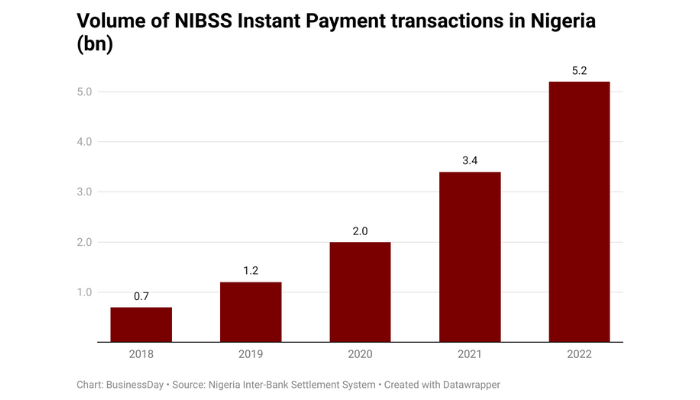 Volume of NIBSS Instant Payment transactions in Nigeria
(bn)
5.2
5.0
4.0
3.4
3.0
2.0
2.0
1.2
1.0
0.7
2018 2019 2020 2021 2022
Chart: BusinessDay • Source: Nigeria Inter-Bank Settlement System • Created with Datawrapper